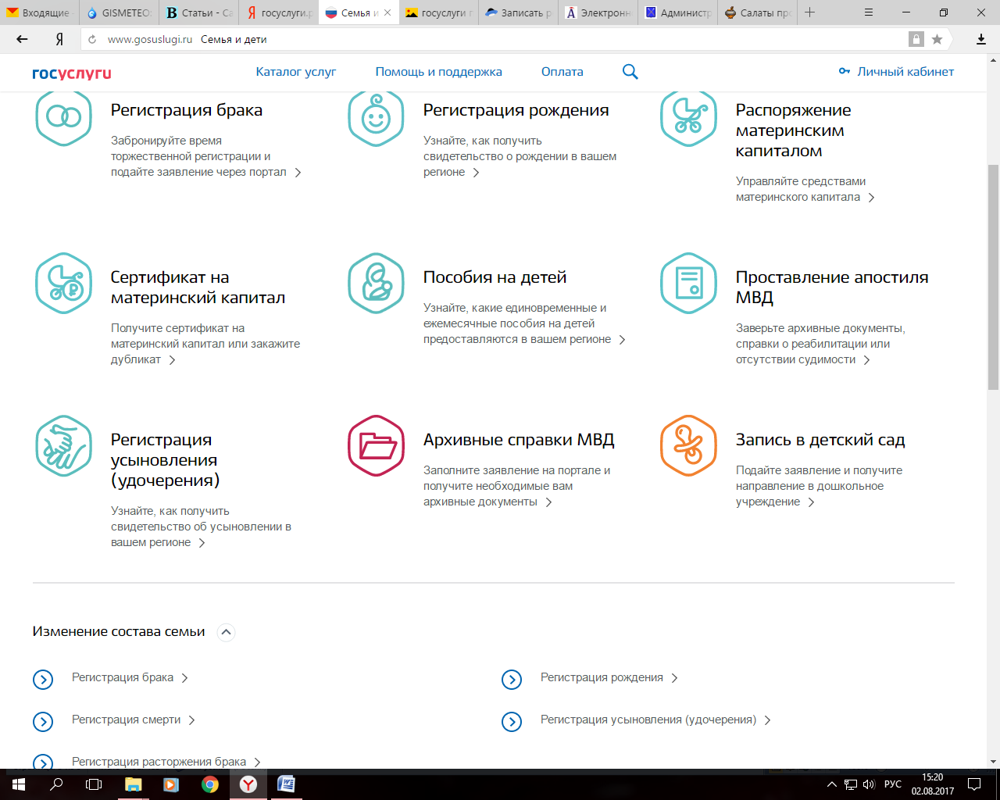 Входящие
GISMETEO:
Статьи - Са
госуслуги.р
Семья и
госуслуги г
Записать р
Электронн
Администр
Салаты про
www.gosuslugi.ru Семья и дети
госуслуги
Каталог услуг
Помощь и поддержка
Оплата
Личный кабинет
Регистрация брака
Забронируйте время
торжественной регистрации и
подайте заявление через портал
Регистрация рождения
Узнайте, как получить
свидетельство о рождении в вашем
регионе
Распоряжение
материнским
капиталом
Управляйте средствами
материнского капитала
Сертификат на
материнский капитал
Получите сертификат на
материнский капитал или закажите
дубликат
Пособия на детей
Узнайте, какие единовременные и
ежемесячные пособия на детей
предоставляются в вашем регионе
Проставление апостиля
МВД
Заверьте архивные документы,
справки о реабилитации или
отсутствии судимости
Регистрация
усыновления
(удочерения)
Узнайте, как получить
свидетельство об усыновлении в
вашем регионе
Архивные справки МВД
Заполните заявление на портале и
получите необходимые вам
архивные документы
Запись в детский сад
Подайте заявление и получите
направление в дошкольное
учреждение
Изменение состава семьи
Регистрация брака
Регистрация рождения
Регистрация смерти
Регистрация усыновления (удочерения)
Регистрация расторжения брака
РУС
15:20
02.08.2017